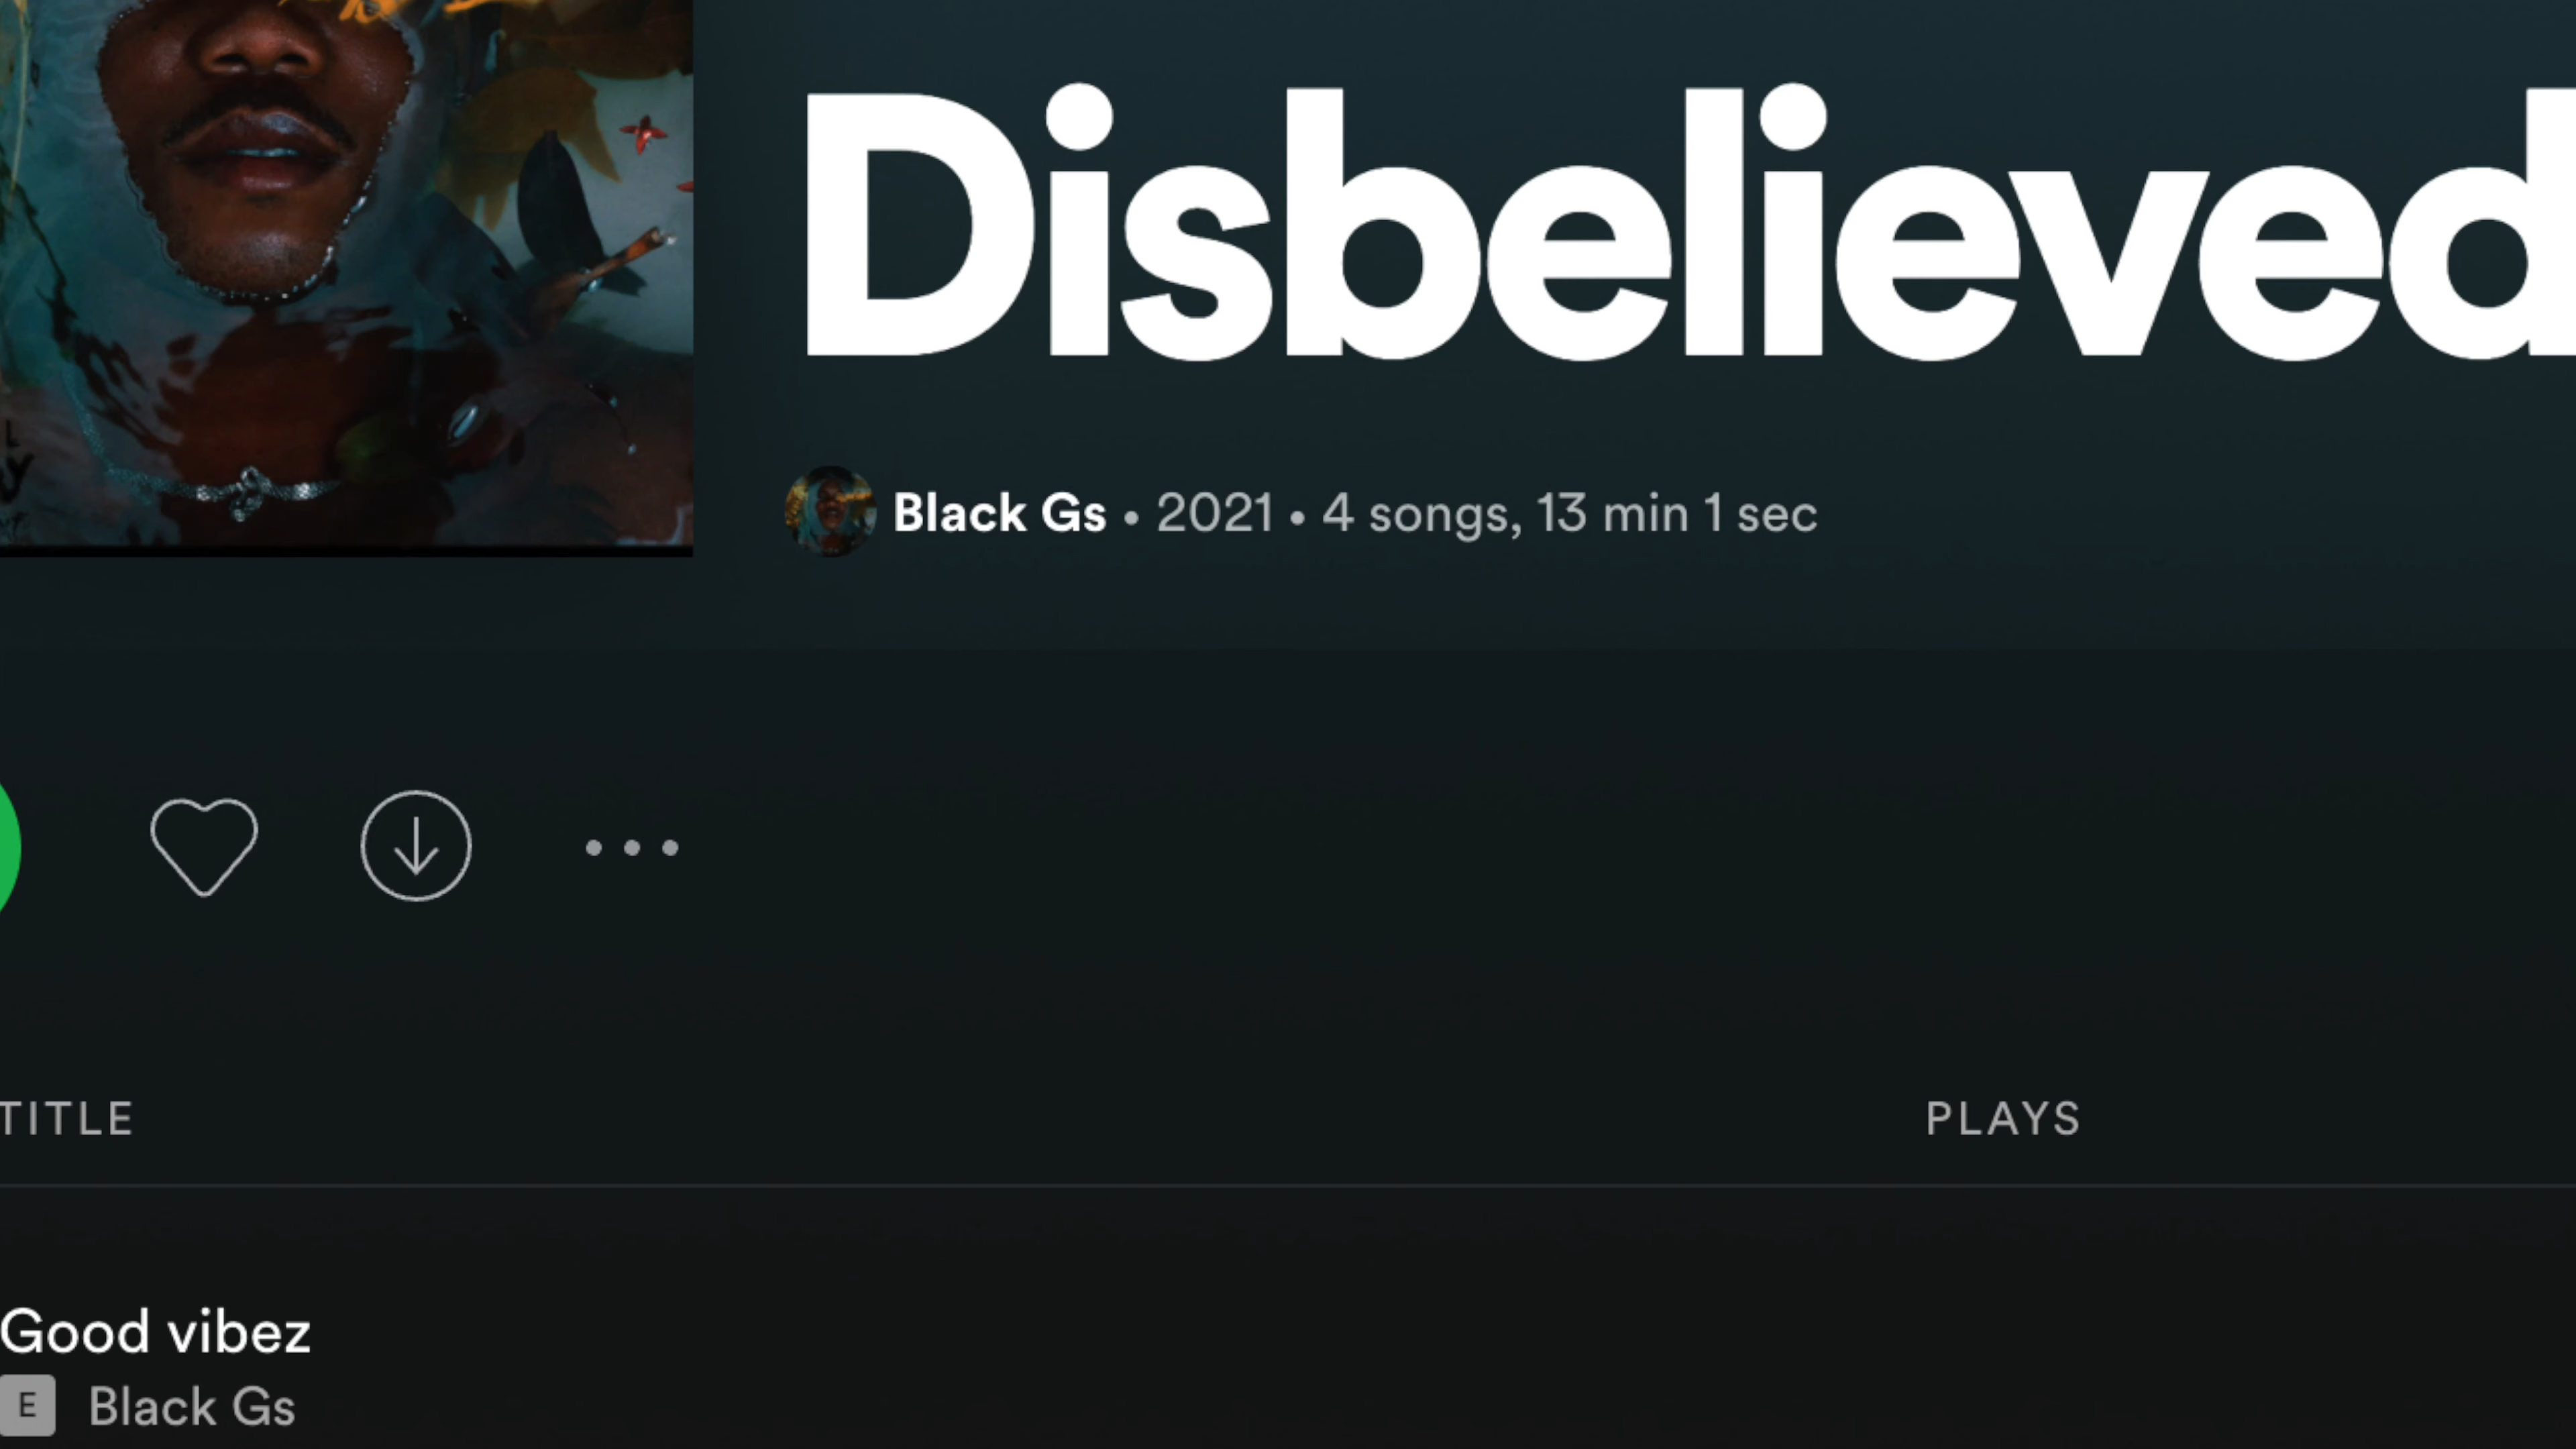 Disbelieved
Black Gs • 2021 • 4 songs, 13 min 1 sec
TITLE PLAYS
Good vibez
E Black Gs